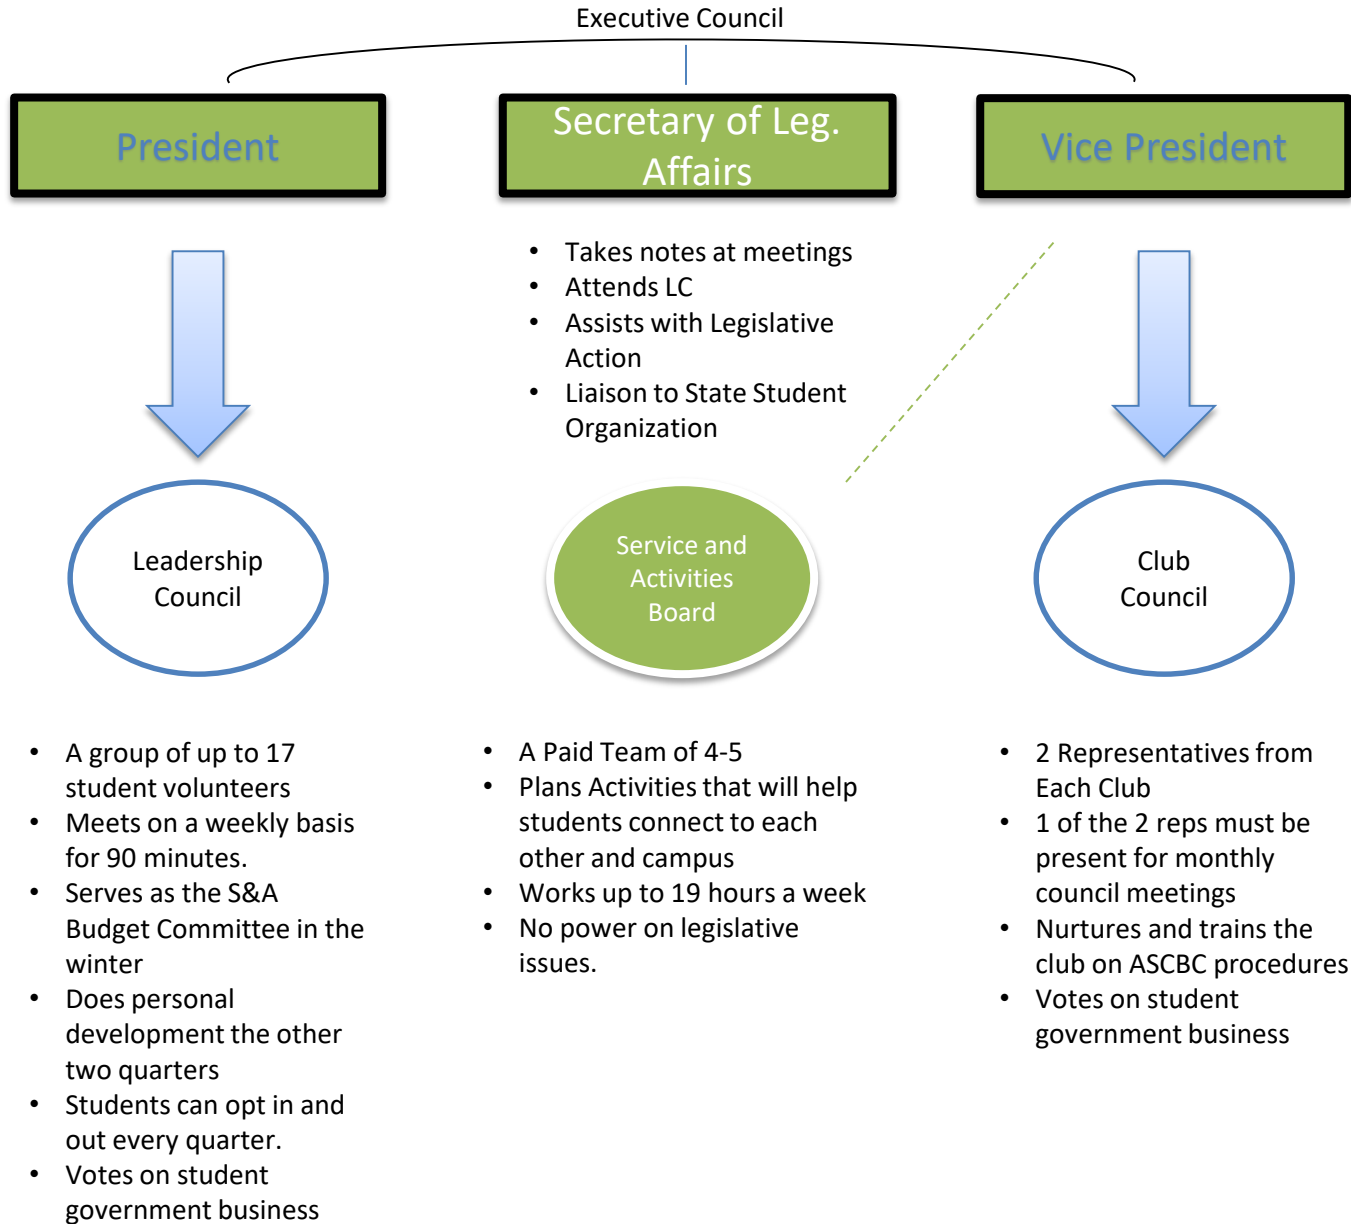 Executive Council
President
Secretary of Leg.
Affairs
Vice President
• Takes notes at meetings
• Attends LC
• Assists with Legislative
Action
• Liaison to State Student
Organization
Leadership
Council
Service and
Activities
Board
Club
Council
• A group of up to 17
student volunteers
• Meets on a weekly basis
for 90 minutes.
• Serves as the S&A
Budget Committee in the
winter
• Does personal
development the other
two quarters
• Students can opt in and
out every quarter.
• Votes on student
government business
• A Paid Team of 4-5
• Plans Activities that will help
students connect to each
other and campus
• Works up to 19 hours a week
• No power on legislative
issues.
• 2 Representatives from
Each Club
• 1 of the 2 reps must be
present for monthly
council meetings
• Nurtures and trains the
club on ASCBC procedures
• Votes on student
government business